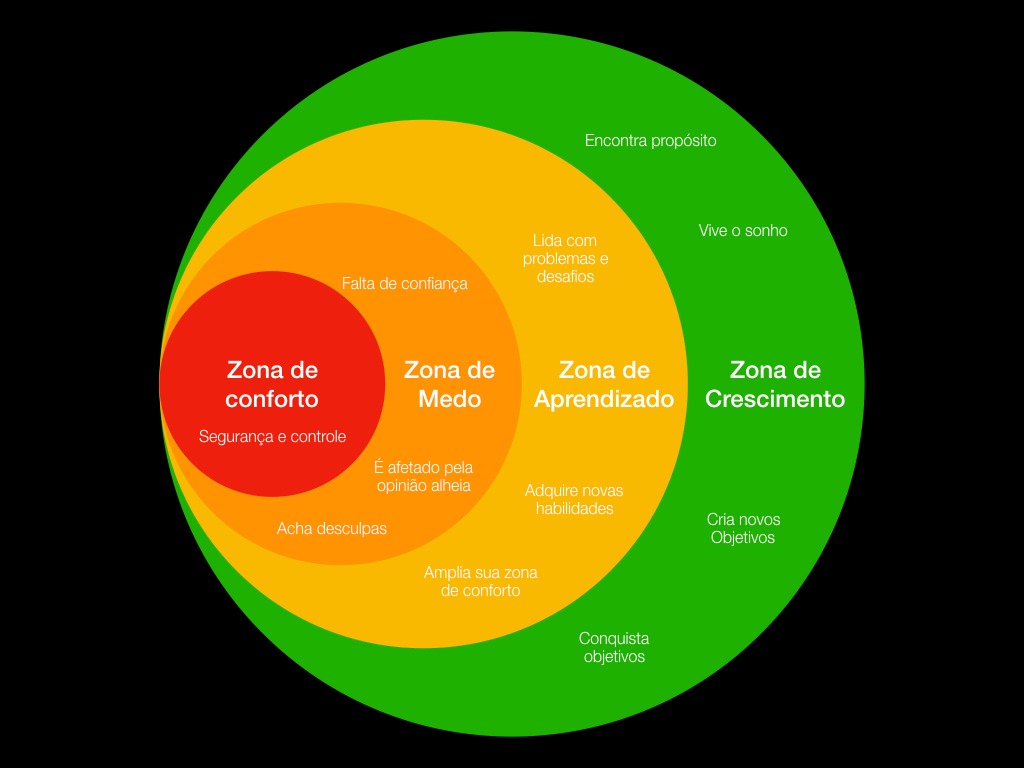 Encontra propósito
Vive o sonho
Lida com
problemas e
desafios
Falta de confiança
Zona de
conforto
Segurança e controle
Zona de
Medo
Zona de
Aprendizado
Zona de
Crescimento
É afetado pela
opinião alheia
Acha desculpas
Adquire novas
habilidades
Amplia sua zona
de conforto
Cria novos
Objetivos
Conquista
objetivos